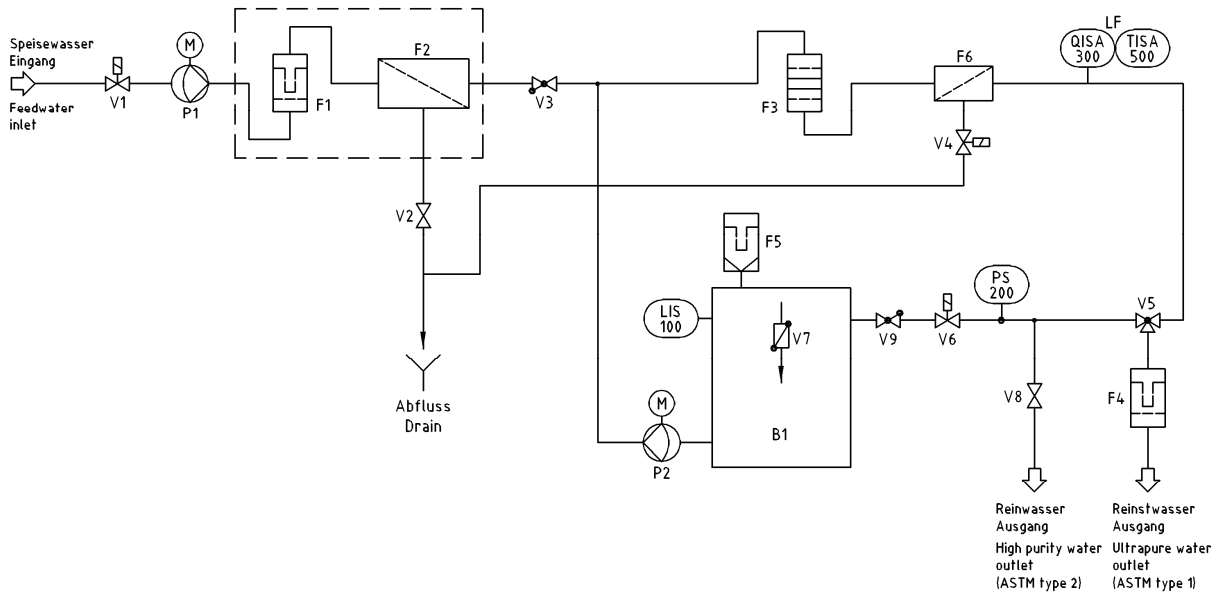 Speisewasser
Eingang
Feedwater
inlet
V1
M
P1
F1
F2
V3
F3
F6
V4
LF
QISA
300
TISA
500
V2
Abfluss
Drain
F5
LIS
100
V7
B1
M
P2
V9
V6
PS
200
V5
V8
F4
Reinwasser
Ausgang
High purity water
outlet
(ASTM type 2)
Reinstwasser
Ausgang
Ultrapure water
outlet
(ASTM type 1)